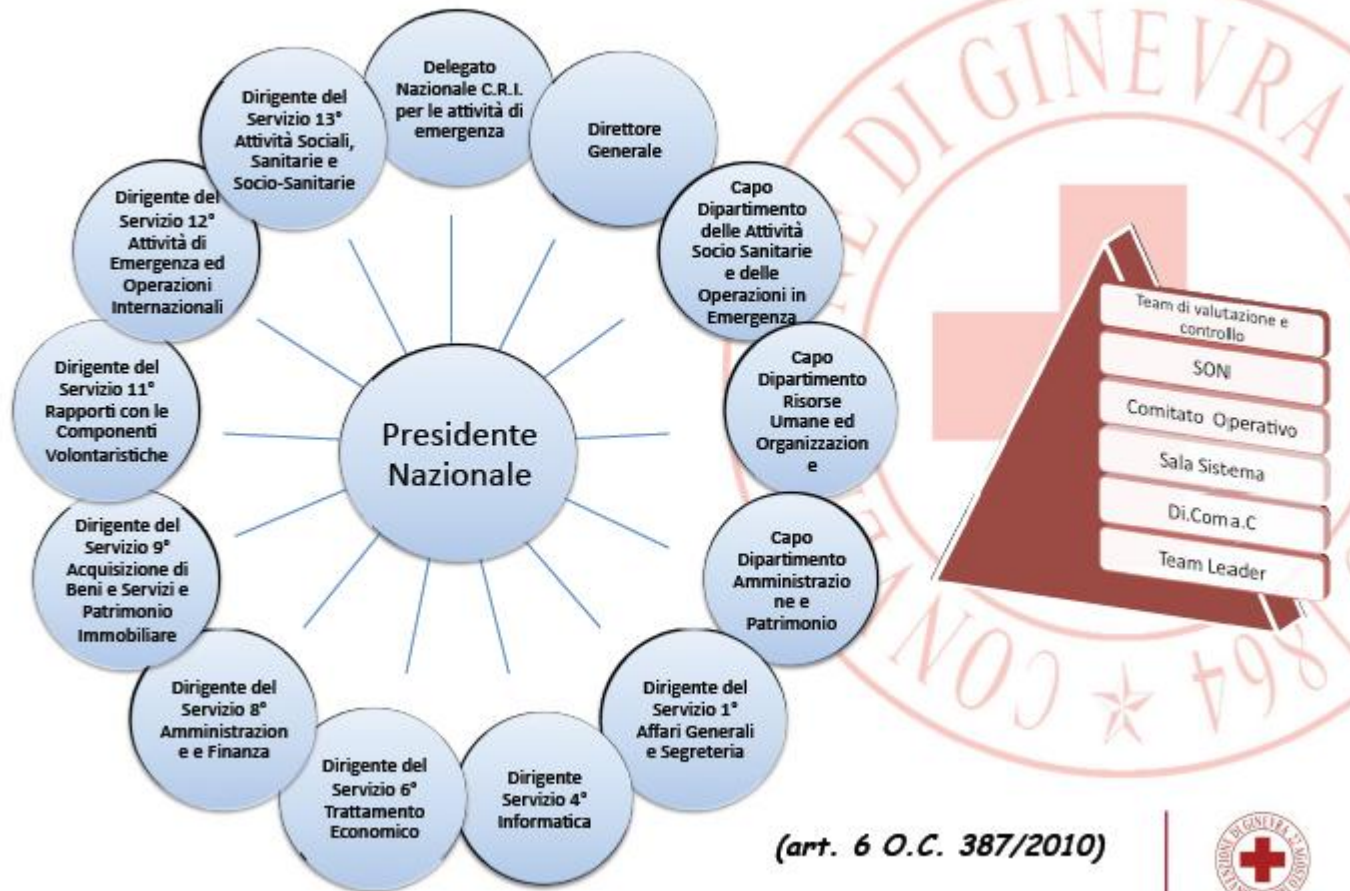 Delegato
Nazionale C.R.I.
per le attività di
emergenza
Direttore
Generale
Capo
Dipartimento
delle Attività
Socio Sanitarie
e delle
Operazioni in
Emergenza
Capo
Dipartimento
Risorse
Umane ed
Organizzazion
e
Capo
Dipartimento
Amministrazio
ne e
Patrimonio
Dirigente del
Servizio 1°
Affari Generali
e Segreteria
Dirigente
Servizio 4°
Informatica
Dirigente del
Servizio 6°
Trattamento
Economico
Dirigente del
Servizio 8°
Amministrazion
e e Finanza
Dirigente del
Servizio 9°
Acquisizione di
Beni e Servizi e
Patrimonio
Immobiliare
Dirigente del
Servizio 11°
Rapporti con le
Componenti
Volontaristiche
Dirigente del
Servizio 12°
Attività di
Emergenza ed
Operazioni
Internazionali
Dirigente del
Servizio 13°
Attività Sociali,
Sanitarie e
Socio-Sanitarie
Presidente
Nazionale
Team di valutazione e
controllo
SONI
Comitato Operativo
Sala Sistema
Di.Coma.C
Team Leader
DI GINEVRA
864 ★ CON
(art. 6 O.C. 387/2010)